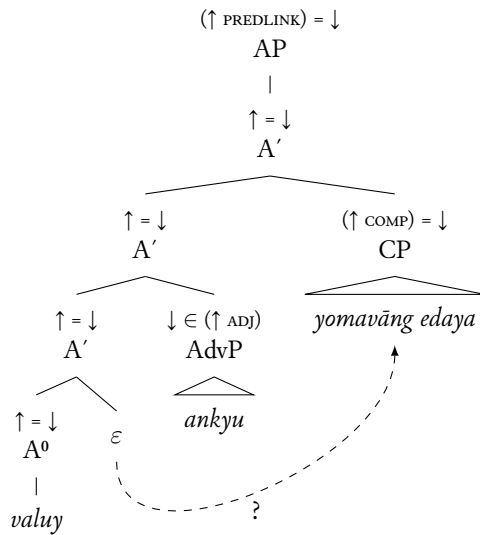 (↑ PREDLINK) = ↓
AP
↑ = ↓
A′
↑ = ↓ (↑ COMP) = ↓
A′ CP
↑ = ↓ ↓ ∈ (↑ ADJ) yomavāng edaya
A′ AdvP
↑ = ↓ ε ankyu
A⁰
valuy ?